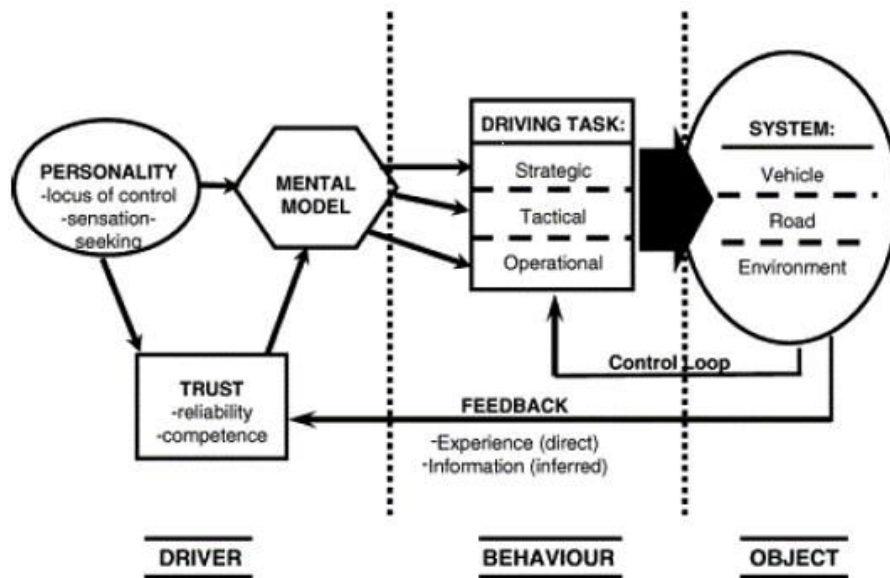 PERSONALITY
-locus of control
-sensation-
seeking
MENTAL
MODEL
TRUST
-reliability
-competence
DRIVING TASK:
Strategic
Tactical
Operational
SYSTEM:
Vehicle
Road
Environment
Control Loop
FEEDBACK
-Experience (direct)
-Information (inferred)
DRIVER
BEHAVIOUR
OBJECT